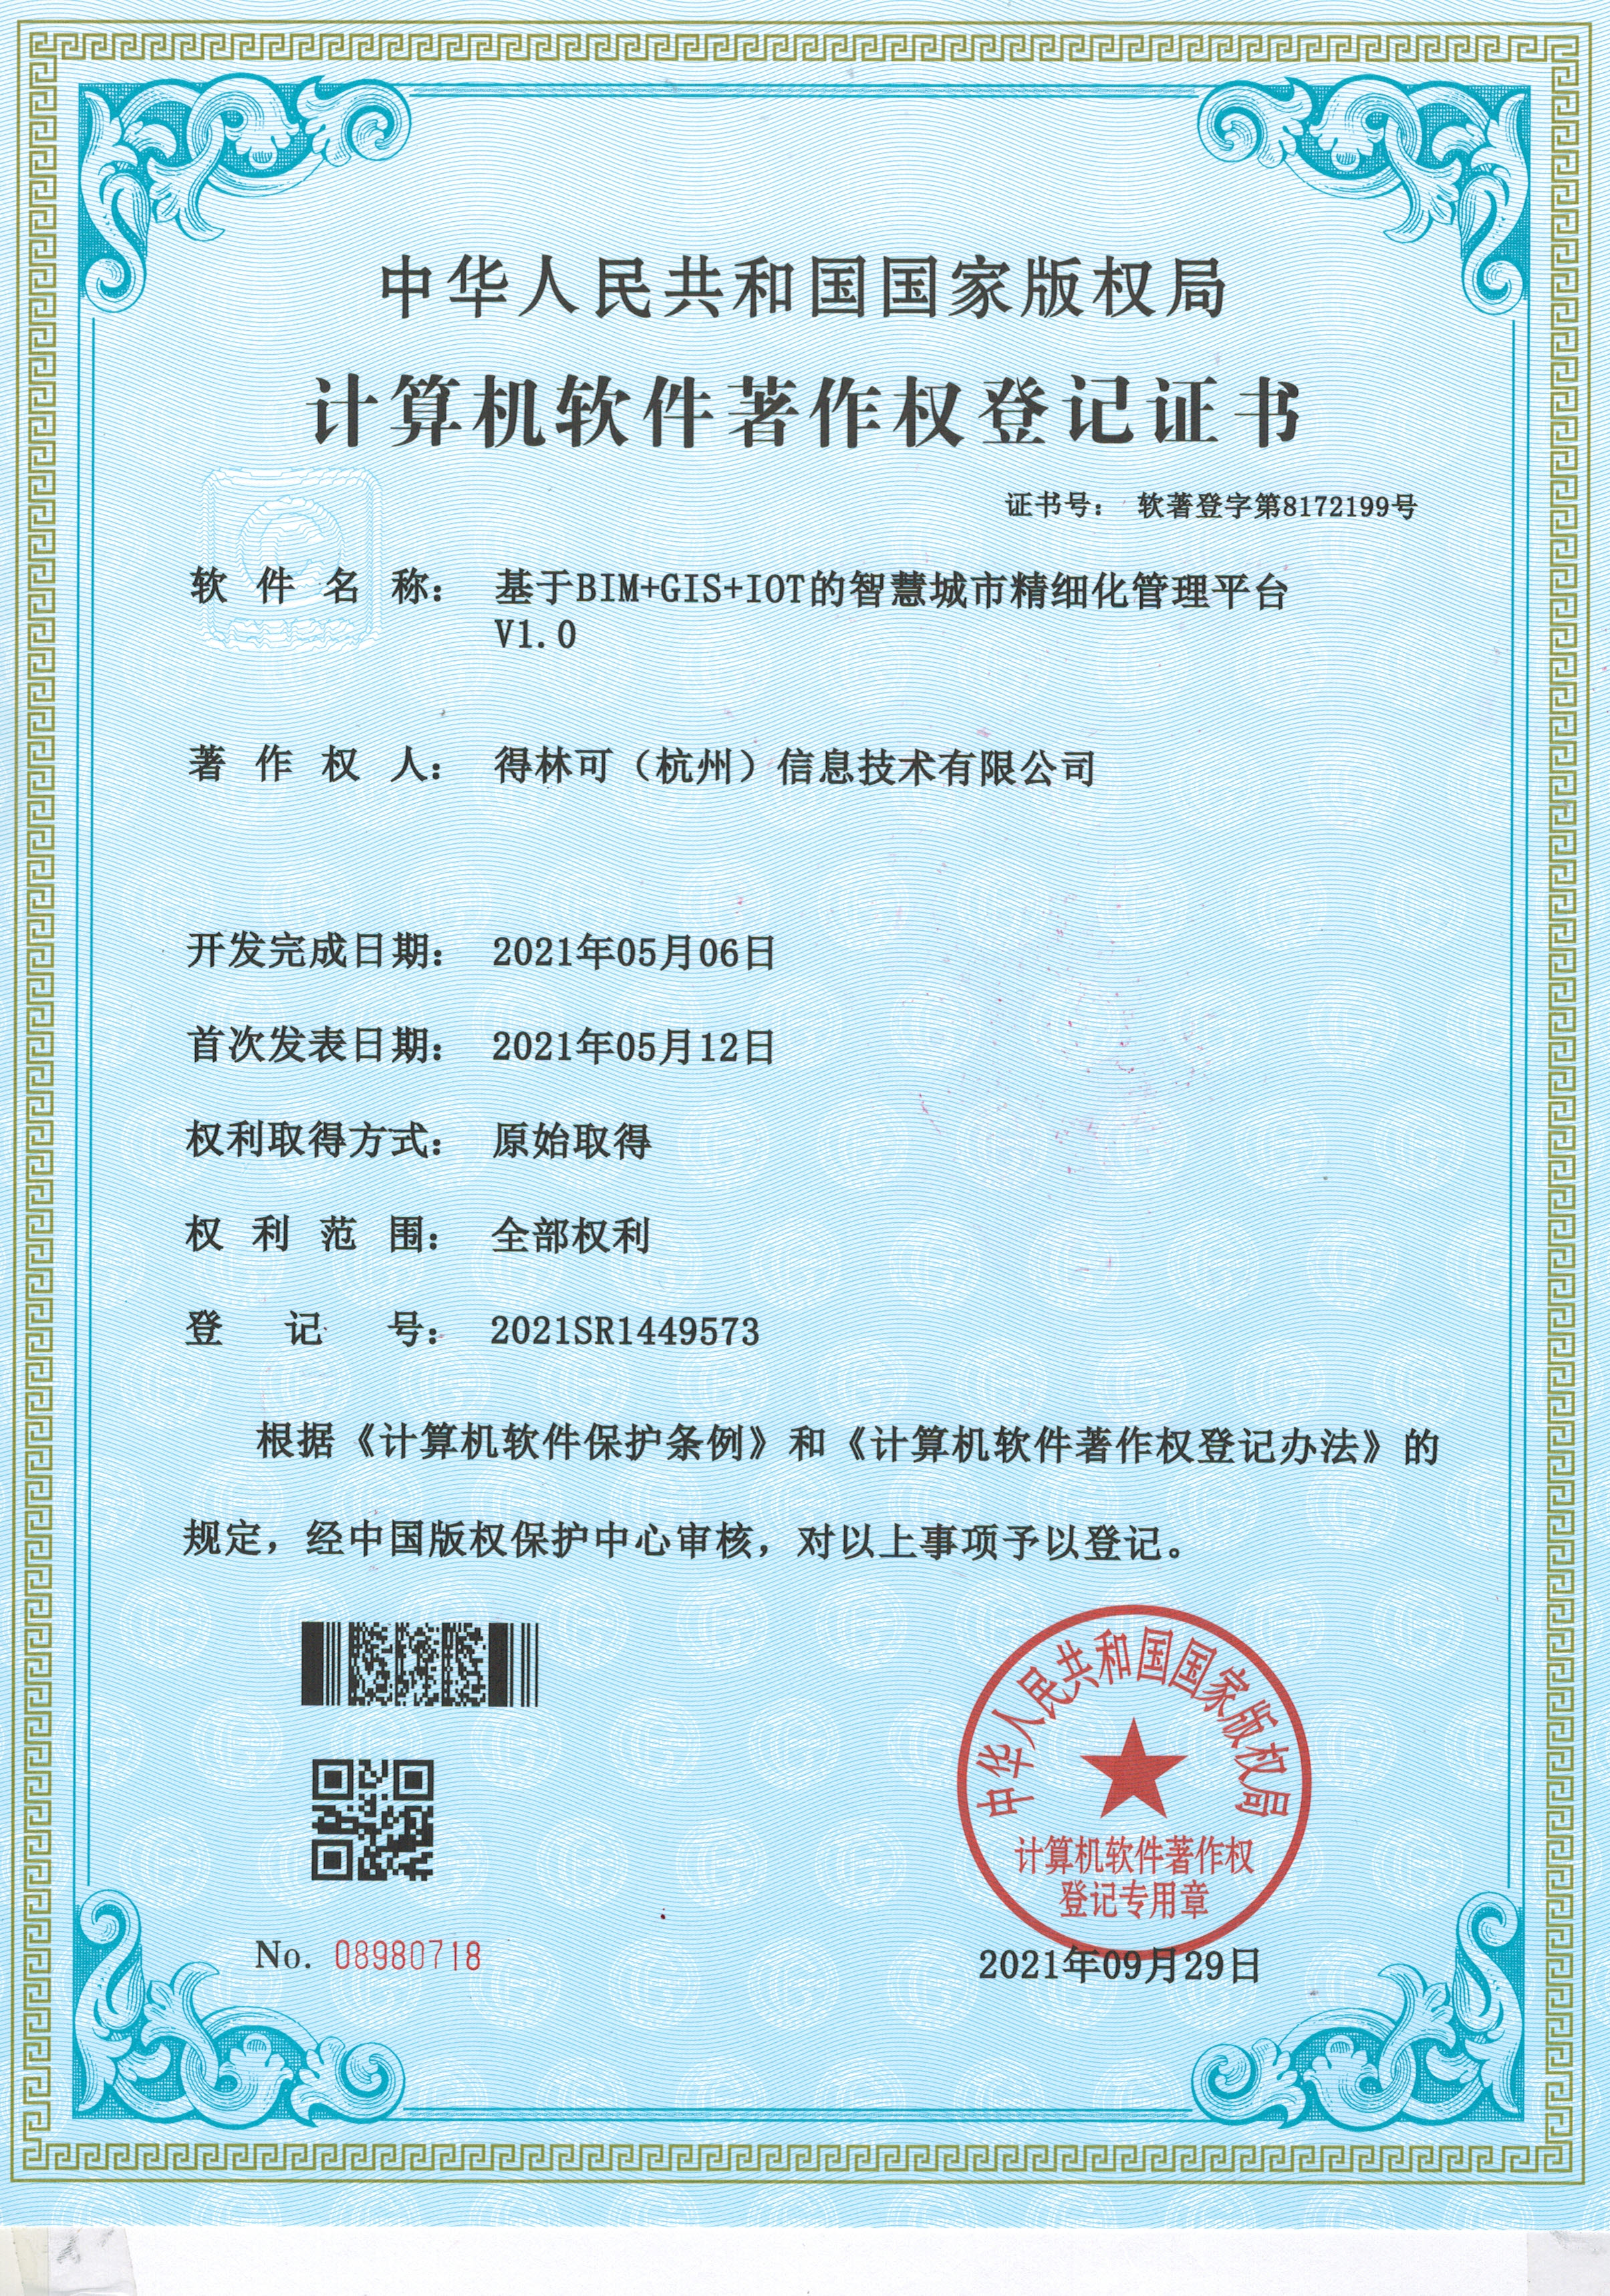 中华人民共和国国家版权局
计算机软件著作权登记证书
证书号： 软著登字第8172199号
软件名称： 基于BIM+GIS+IOT的智慧城市精细化管理平台
V1.0
著作权人： 得林可（杭州）信息技术有限公司
开发完成日期： 2021年05月06日
首次发表日期： 2021年05月12日
权利取得方式： 原始取得
权利范围： 全部权利
登记号： 2021SR1449573
根据《计算机软件保护条例》和《计算机软件著作权登记办法》的
规定，经中国版权保护中心审核，对以上事项予以登记。
中华人民共和国国家版权局
计算机软件著作权
登记专用章
No. 08980718
2021年09月29日